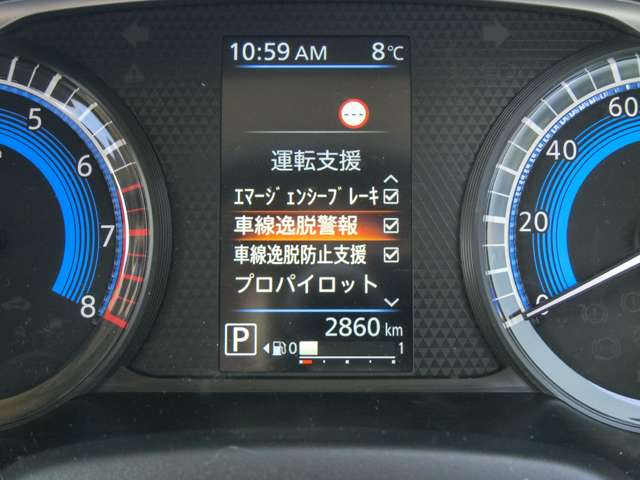 10:59 AM 8℃
運転支援
エマージェンシーブレーキ
車線逸脱警報
車線逸脱防止支援
プロパイロット
2860 km
P 0 1
5
6
7
8
60
40
20
0